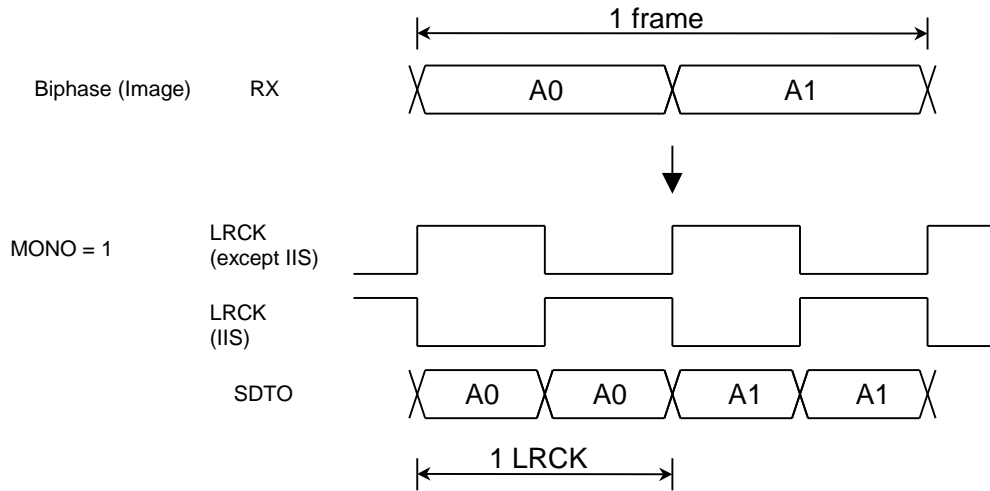 1 frame
Biphase (Image) RX A0 A1
MONO = 1
LRCK
(except IIS)
LRCK
(IIS)
SDTO A0 A0 A1 A1
1 LRCK